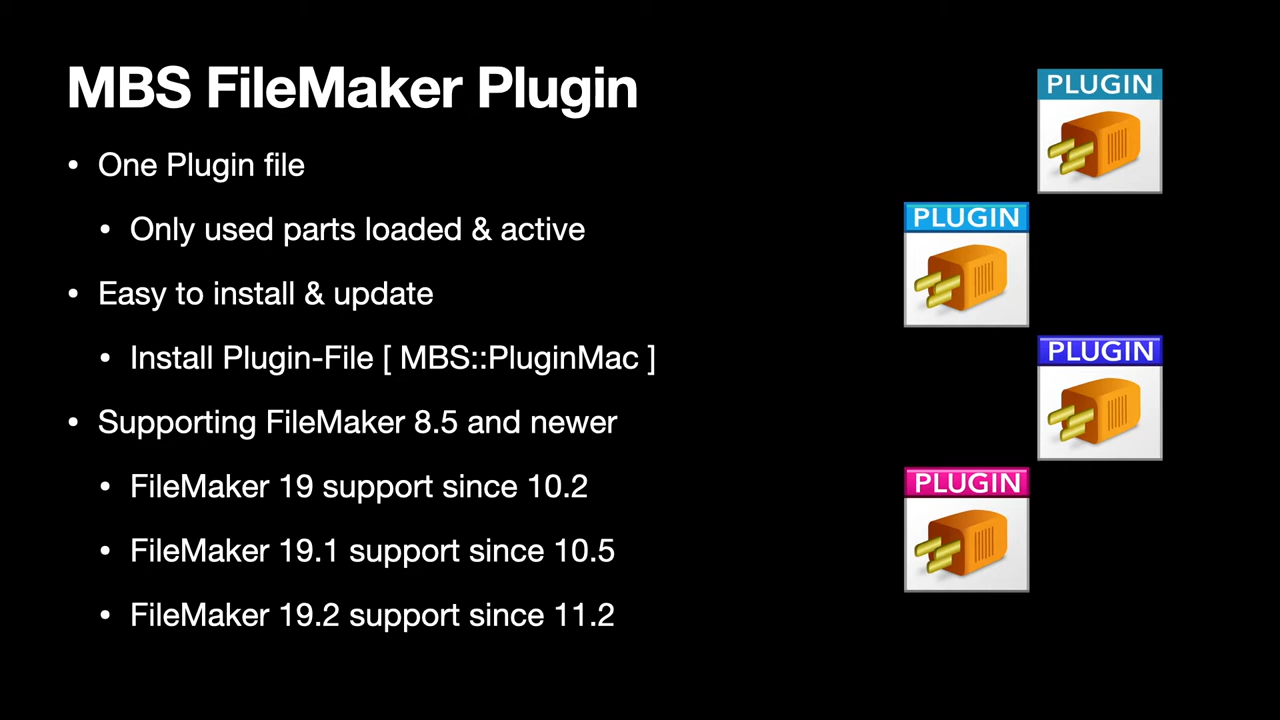 MBS FileMaker Plugin
• One Plugin file
• Only used parts loaded & active
• Easy to install & update
• Install Plugin-File [ MBS::PluginMac ]
• Supporting FileMaker 8.5 and newer
• FileMaker 19 support since 10.2
• FileMaker 19.1 support since 10.5
• FileMaker 19.2 support since 11.2
PLUGIN
PLUGIN
PLUGIN
PLUGIN